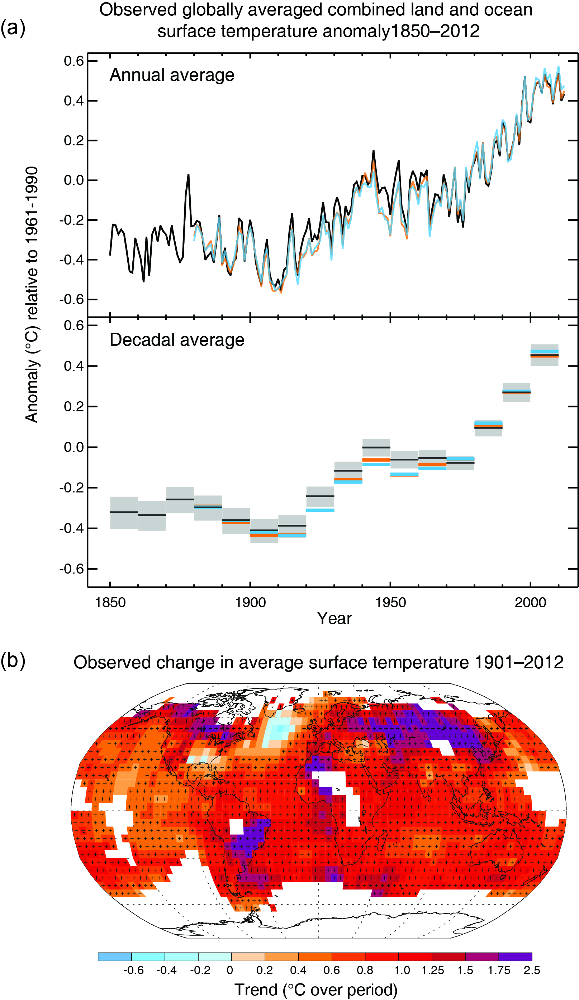 (a)
Observed globally averaged combined land and ocean
surface temperature anomaly1850–2012
Anomaly (°C) relative to 1961-1990
Annual average
0.6
0.4
0.2
0.0
-0.2
-0.4
-0.6
Decadal average
0.6
0.4
0.2
0.0
-0.2
-0.4
-0.6
1850 1900 1950 2000
Year
(b)
Observed change in average surface temperature 1901–2012
-0.6 -0.4 -0.2 0 0.2 0.4 0.6 0.8 1.0 1.25 1.5 1.75 2.5
Trend (°C over period)